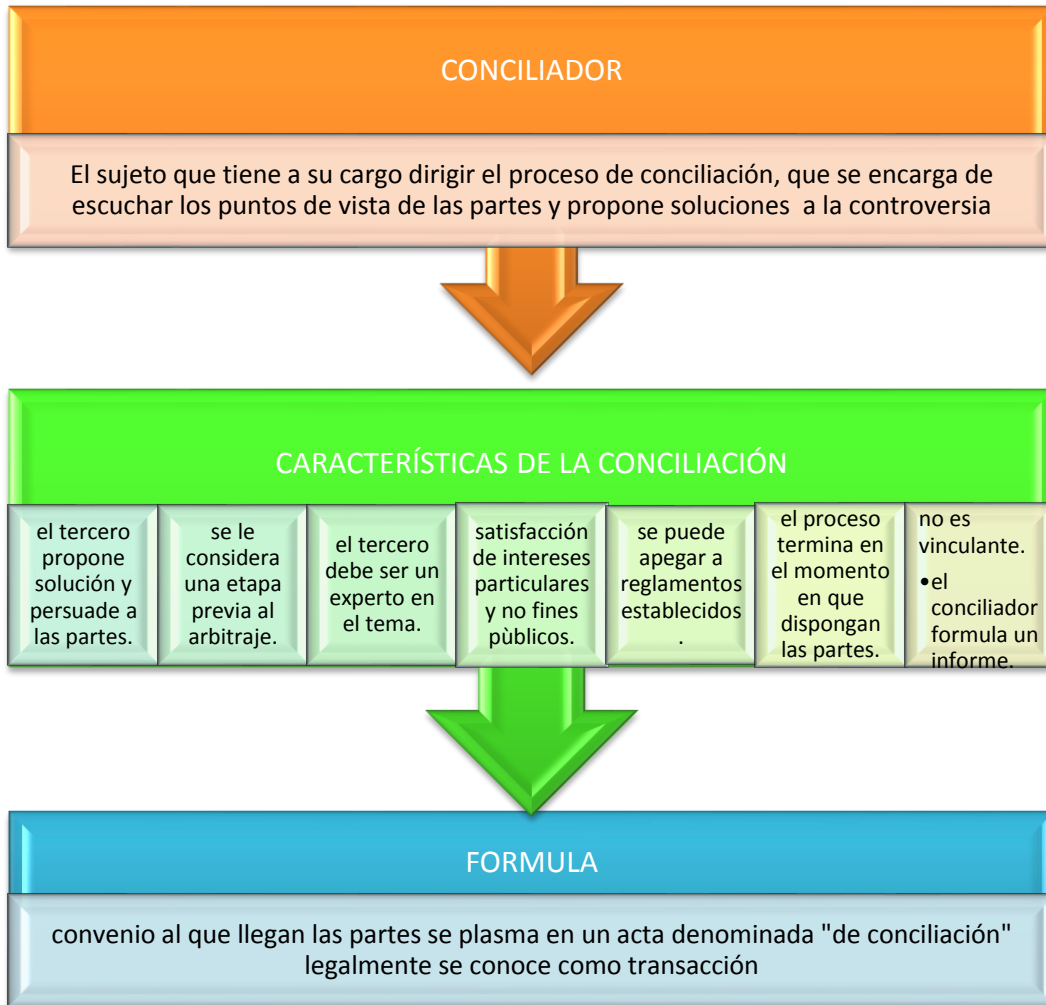 CONCILIADOR
El sujeto que tiene a su cargo dirigir el proceso de conciliación, que se encarga de
escuchar los puntos de vista de las partes y propone soluciones a la controversia
CARACTERÍSTICAS DE LA CONCILIACIÓN
el tercero
propone
solución y
persuade a
las partes.
se le
considera
una etapa
previa al
arbitraje.
el tercero
debe ser un
experto en
el tema.
satisfacción
de intereses
particulares
y no fines
pùblicos.
se puede
apegar a
reglamentos
establecidos
.
el proceso
termina en
el momento
en que
dispongan
las partes.
no es
vinculante.
•el
conciliador
formula un
informe.
FORMULA
convenio al que llegan las partes se plasma en un acta denominada "de conciliación"
legalmente se conoce como transacción